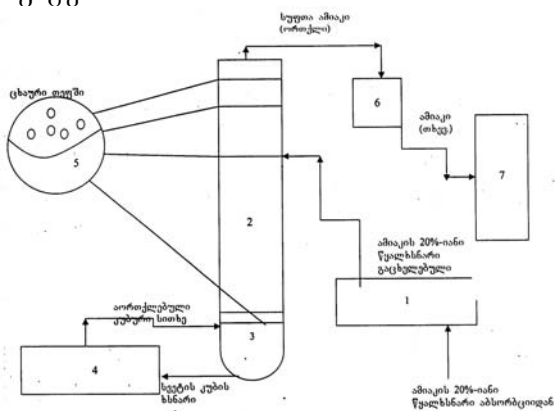 სუფთა ამიაკი
(ორთქლი)
ცხაური თეფში
6
ამიაკი
(თხევ.)
7
5
2
ამიაკის 20%-იანი
წყალხსნარი
გაცხელებული
1
აორთქლებული
კუბური სითხე
3
4
სვეტის კუბის
ხსნარი
ამიაკის 20%-იანი
წყალხსნარი აბსორბციიდან